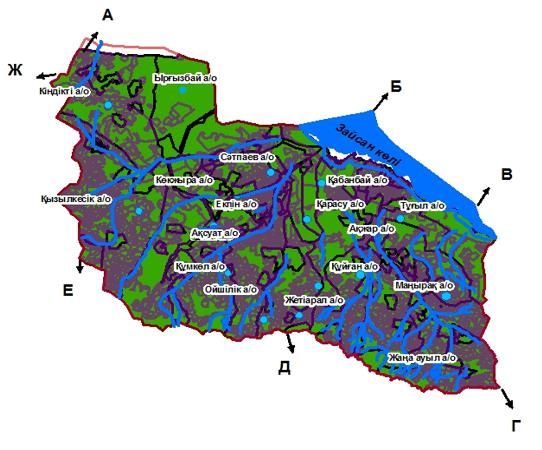 А
Ж
Ырғызбай а/о
Кіндікті а/о
Б
Зайсан көлі
Сәтпаев а/о
В
Көкжыра а/о
Қабанбай а/о
Қызылкесік а/о
Екпін а/о
Қарасу а/о
Тұғыл а/о
Ақсуат а/о
Ақжар а/о
Е
Құмкөл а/о
Құйған а/о
Ойшілік а/о
Маңырақ а/о
Жетіарал а/о
Жаңа ауыл а/о
Д
Г